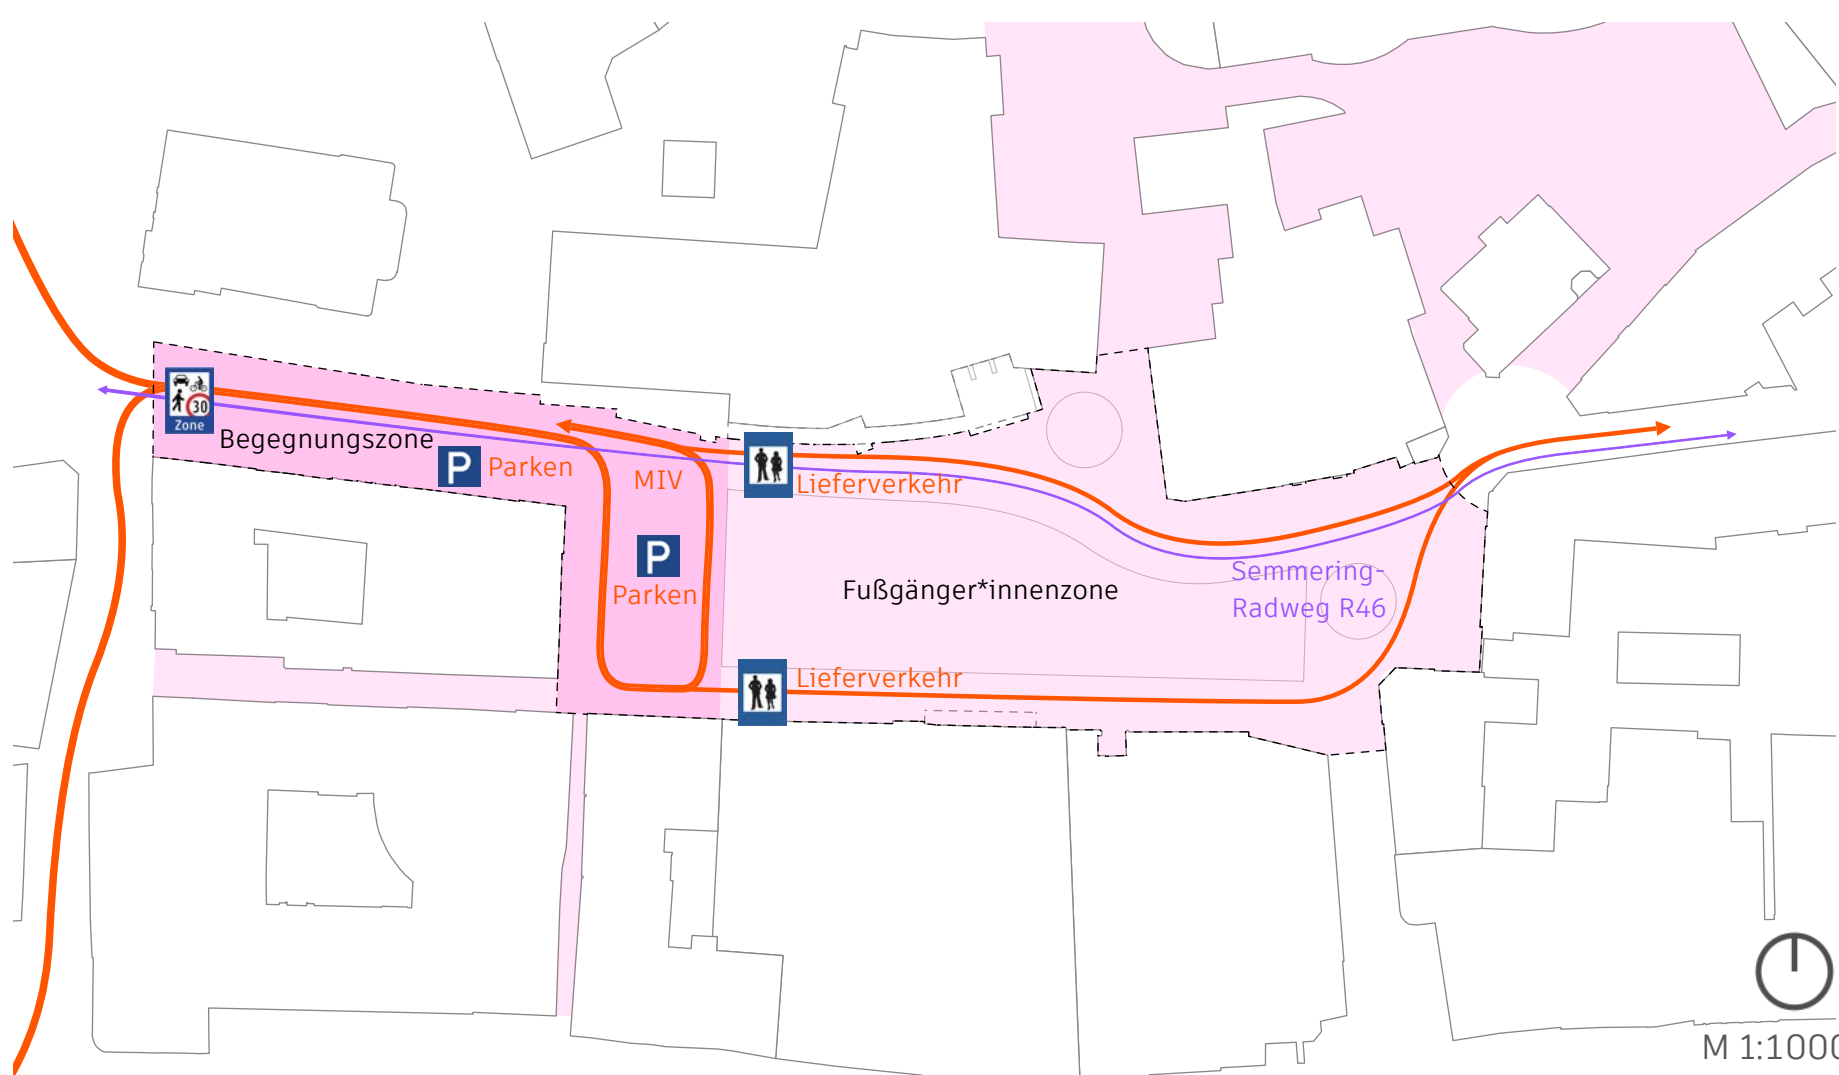 30
Zone
Begegnungszone
P Parken
MIV
Lieferverkehr
P
Parken
Fußgänger*innenzone
Semmering-
Radweg R46
Lieferverkehr
M 1:1000